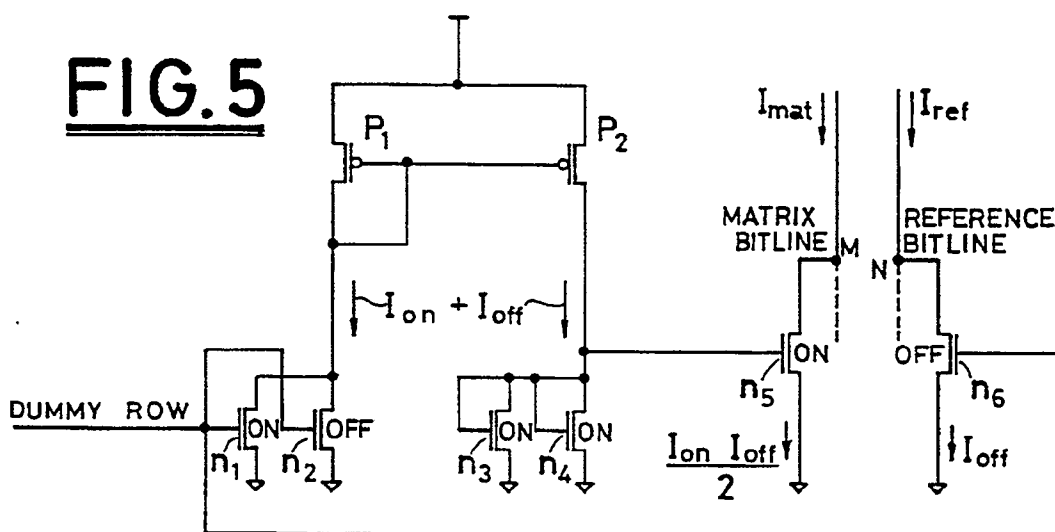 FIG. 5
P1
P2
Imat
Iref
MATRIX
BITLINE
M
N
REFERENCE
BITLINE
Ion + Ioff
ON
n5
OFF
n6
DUMMY ROW
ON
n1
OFF
n2
ON
n3
ON
n4
Ion Ioff
2
Ioff